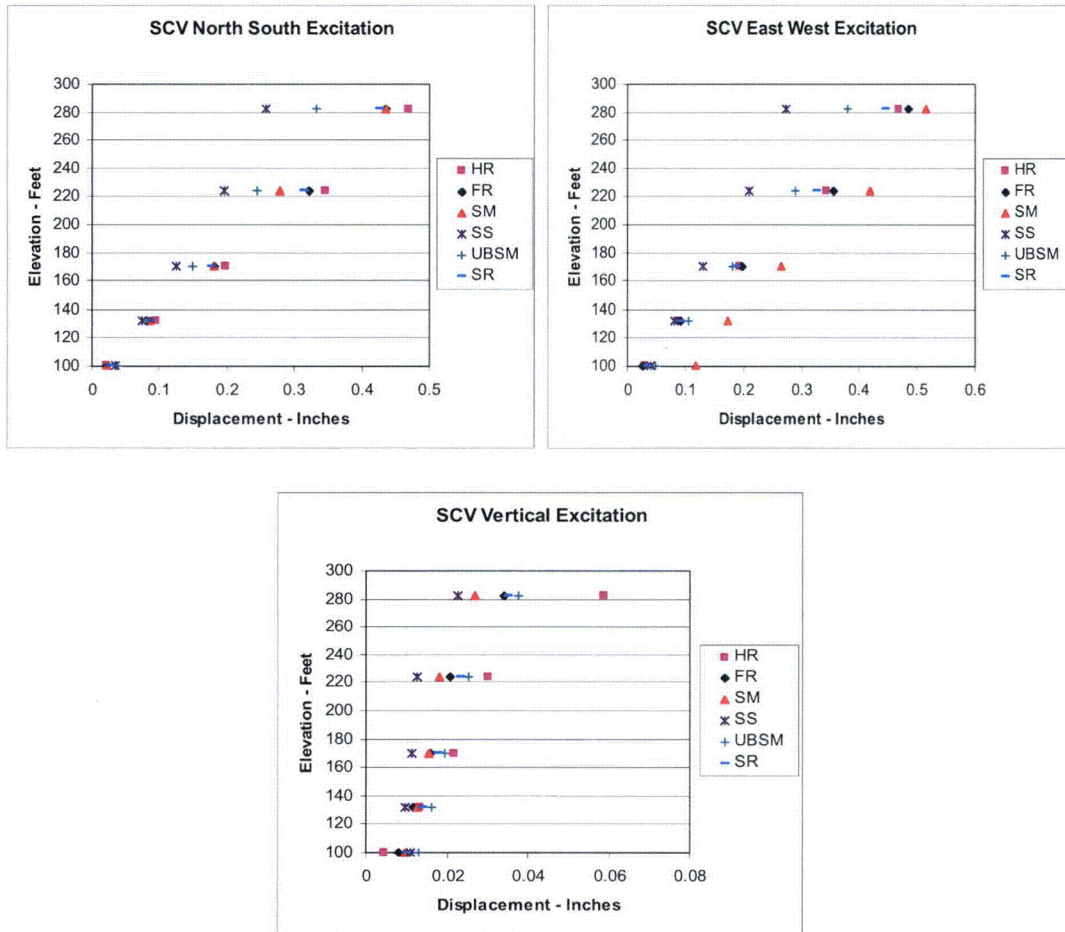 SCV North South Excitation
Elevation - Feet
300
280
260
240
220
200
180
160
140
120
100
0
0.1
0.2
0.3
0.4
0.5
Displacement - Inches
HR
FR
SM
SS
UBSM
SR
SCV East West Excitation
Elevation - Feet
300
280
260
240
220
200
180
160
140
120
100
0
0.1
0.2
0.3
0.4
0.5
0.6
Displacement - Inches
HR
FR
SM
SS
UBSM
SR
SCV Vertical Excitation
Elevation - Feet
300
280
260
240
220
200
180
160
140
120
100
0
0.02
0.04
0.06
0.08
Displacement - Inches
HR
FR
SM
SS
UBSM
SR